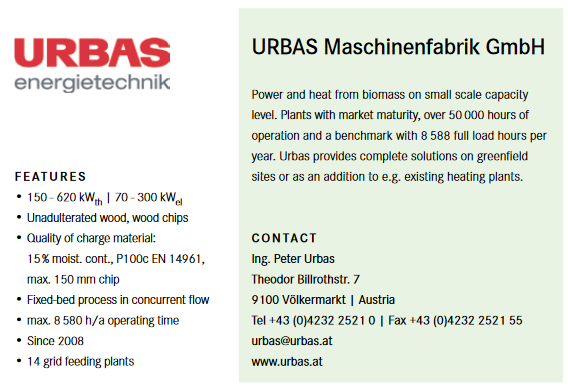 URBAS
energietechnik
FEATURES
• 150 – 620 kWth | 70 – 300 kWel
• Unadulterated wood, wood chips
• Quality of charge material:
15 % moist. cont., P100c EN 14961,
max. 150 mm chip
• Fixed-bed process in concurrent flow
• max. 8 580 h/a operating time
• Since 2008
• 14 grid feeding plants
URBAS Maschinenfabrik GmbH
Power and heat from biomass on small scale capacity
level. Plants with market maturity, over 50 000 hours of
operation and a benchmark with 8 588 full load hours per
year. Urbas provides complete solutions on greenfield
sites or as an addition to e.g. existing heating plants.
CONTACT
Ing. Peter Urbas
Theodor Billrothstr. 7
9100 Völkermarkt | Austria
Tel +43 (0)4232 2521 0 | Fax +43 (0)4232 2521 55
urbas@urbas.at
www.urbas.at